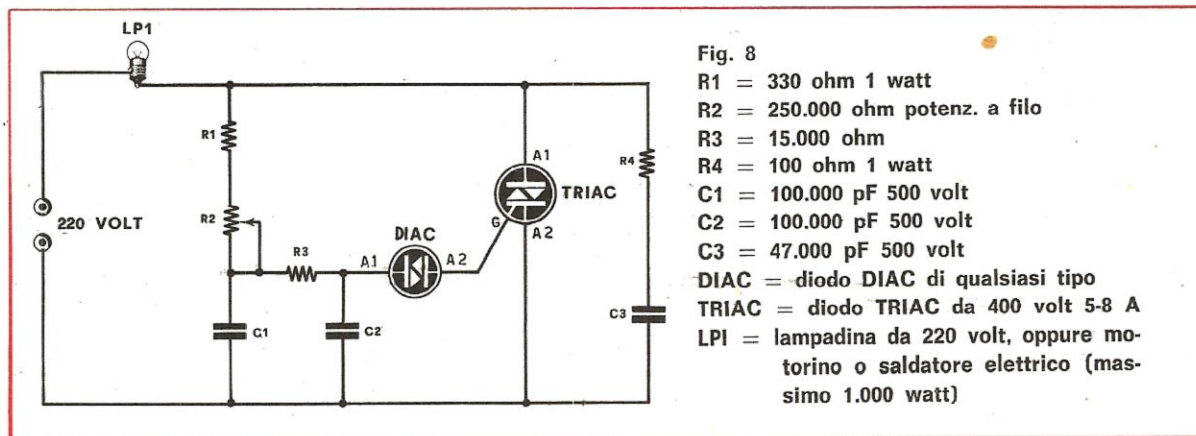 LP1
220 VOLT
R1
R2
R3
C1
C2
A1
DIAC
A2
G
A1
TRIAC
A2
R4
C3
Fig. 8
R1 = 330 ohm 1 watt
R2 = 250.000 ohm potenz. a filo
R3 = 15.000 ohm
R4 = 100 ohm 1 watt
C1 = 100.000 pF 500 volt
C2 = 100.000 pF 500 volt
C3 = 47.000 pF 500 volt
DIAC = diodo DIAC di qualsiasi tipo
TRIAC = diodo TRIAC da 400 volt 5-8 A
LPI = lampadina da 220 volt, oppure mo-
torino o saldatore elettrico (mas-
simo 1.000 watt)